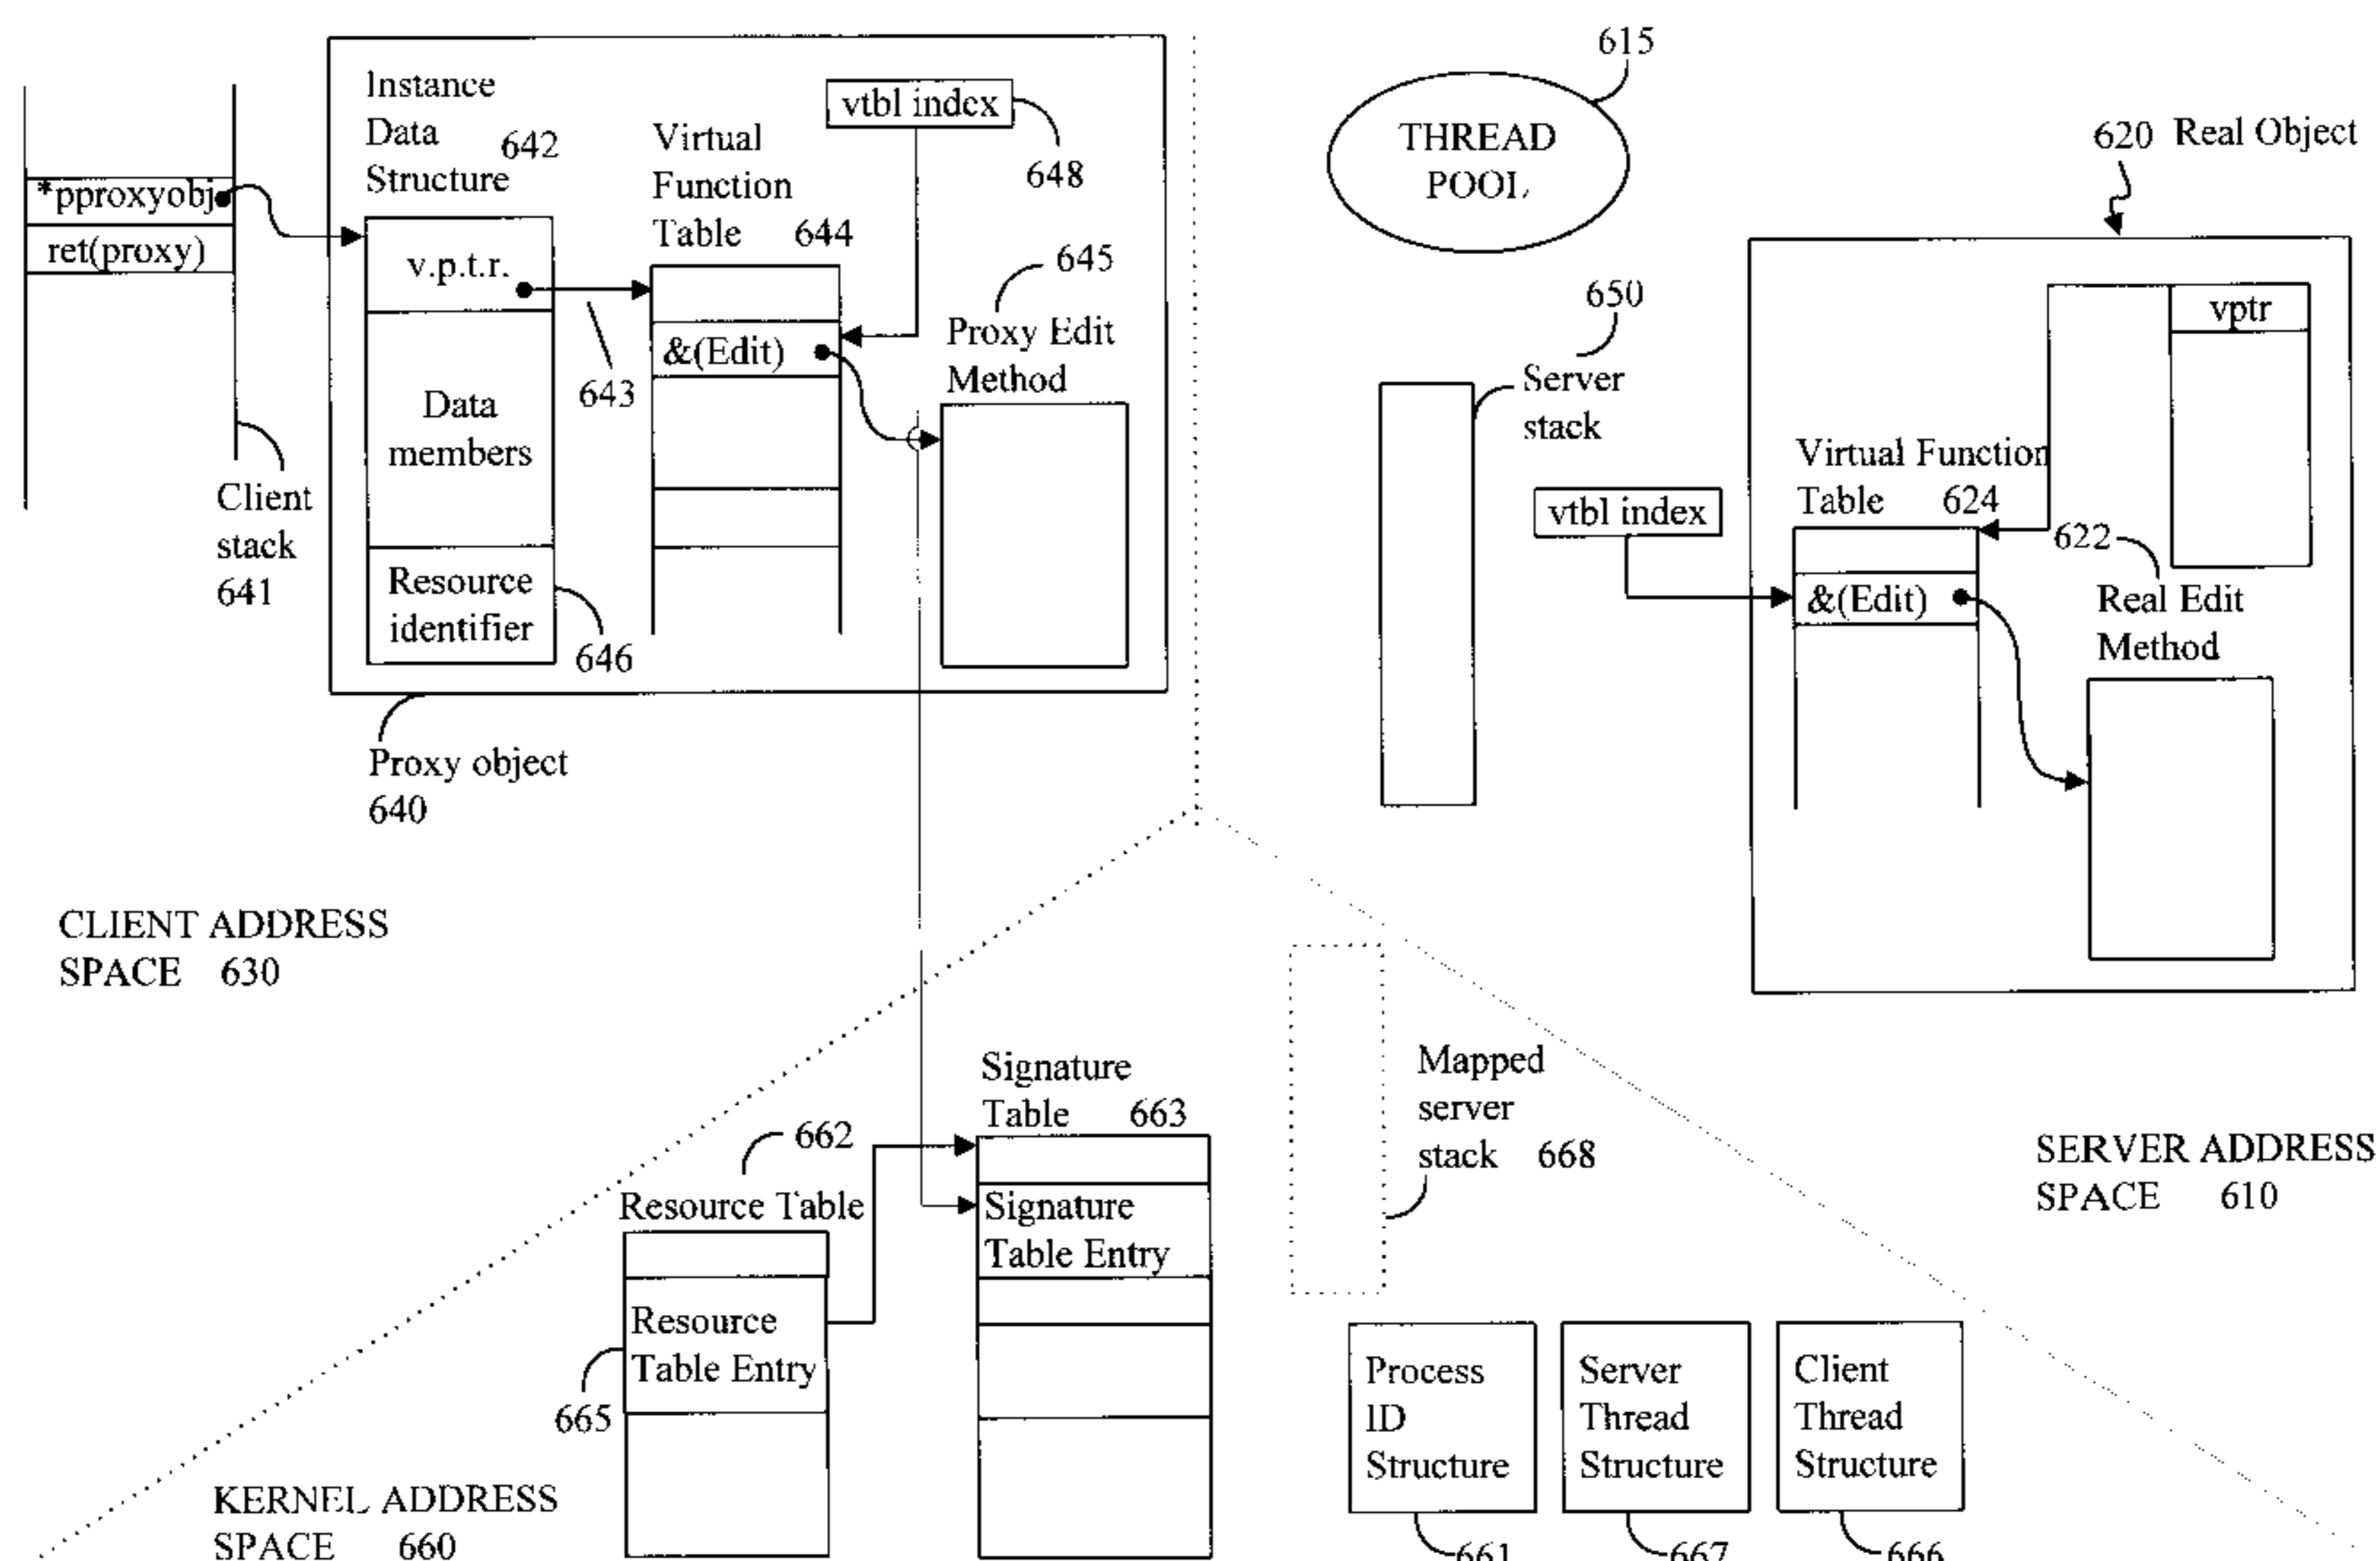 615
Instance
Data
Structure 642
Virtual
Function
Table 644
vtbl index
648
THREAD
POOL
620 Real Object
*pproxyobj
ret(proxy)
v.p.t.r.
643
&(Edit)
645
Proxy Edit
Method
650
Server
stack
vptr
Data
members
Virtual Function
Table 624
vtbl index
622
Real Edit
Method
&(Edit)
Client
stack
641
Resource
identifier
646
Proxy object
640
CLIENT ADDRESS
SPACE 630
Mapped
server
stack 668
Signature
Table 663
662
Resource Table
Signature
Table Entry
SERVER ADDRESS
SPACE 610
Resource
Table Entry
665
Process
ID
Structure
Server
Thread
Structure
Client
Thread
Structure
KERNEL ADDRESS
SPACE 660
661
667
666